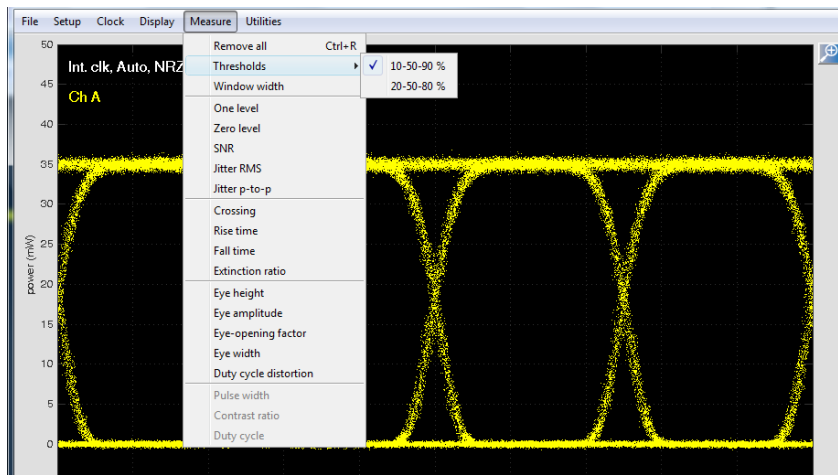 File Setup Clock Display Measure Utilities
Remove all Ctrl+R
Thresholds
10-50-90 %
20-50-80 %
Window width
One level
Zero level
SNR
Jitter RMS
Jitter p-to-p
Crossing
Rise time
Fall time
Extinction ratio
Eye height
Eye amplitude
Eye-opening factor
Eye width
Duty cycle distortion
Pulse width
Contrast ratio
Duty cycle
Int. clk, Auto, NRZ
Ch A
power (mW)
50
45
40
35
30
25
20
15
10
5
0